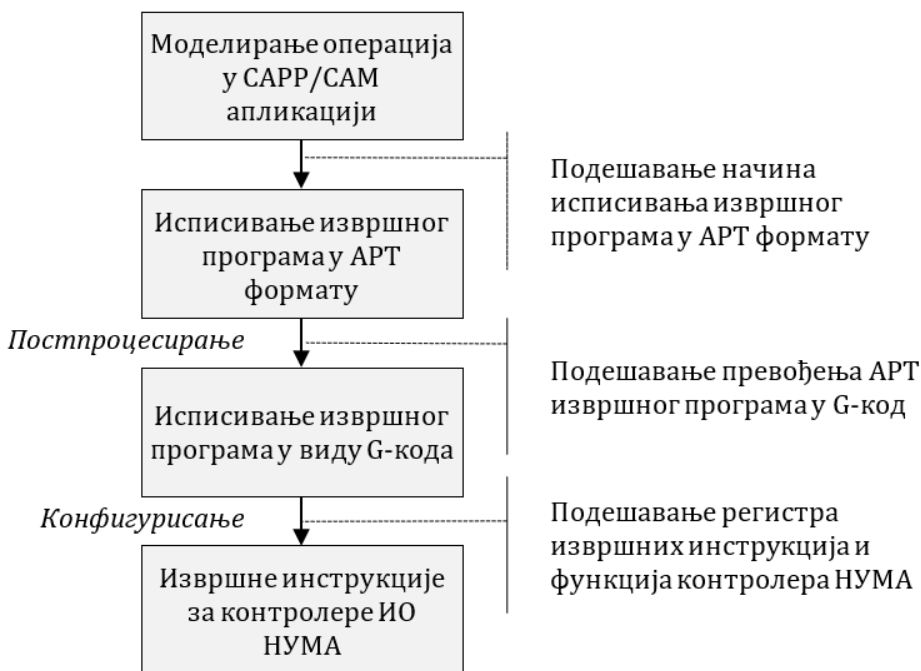 Моделирање операција
у CAPP/CAM
апликацији
Подешавање начина
исписивања извршног
програма у АРТ формату
Исписивање извршног
програма у АРТ
формату
Постпроцесирање
Подешавање превођења АРТ
извршног програма у G-код
Исписивање извршног
програма у виду G-кода
Конфигурисање
Подешавање регистра
извршних инструкција и
функција контролера НУМА
Извршне инструкције
за контролере ИО
НУМА